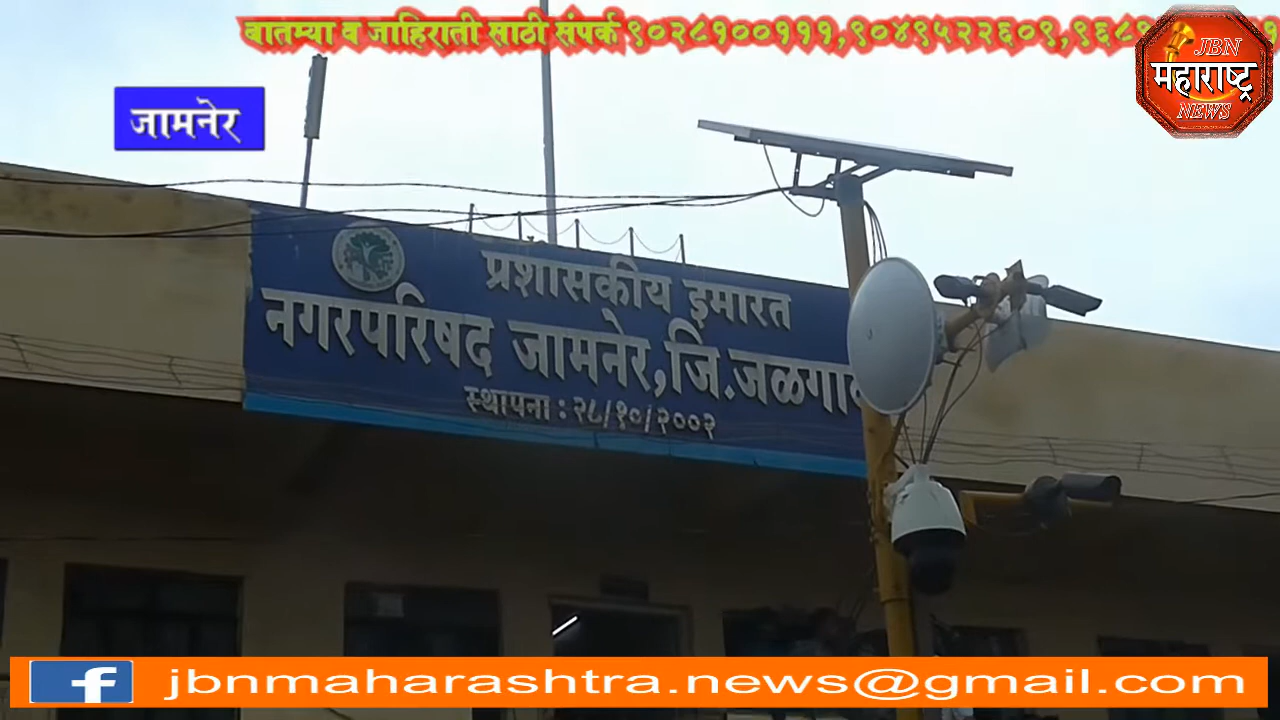 बातम्या व जाहिराती साठी संपर्क ९०२८१००१११,९०४९५२२६०९,९६८१
JBN
महाराष्ट्र
NEWS
जामनेर
प्रशासकीय इमारत
नगरपरिषद जामनेर,जि.जळगाव
स्थापना : २८/१०/२००२
f jbnmaharashtra.news@gmail.com